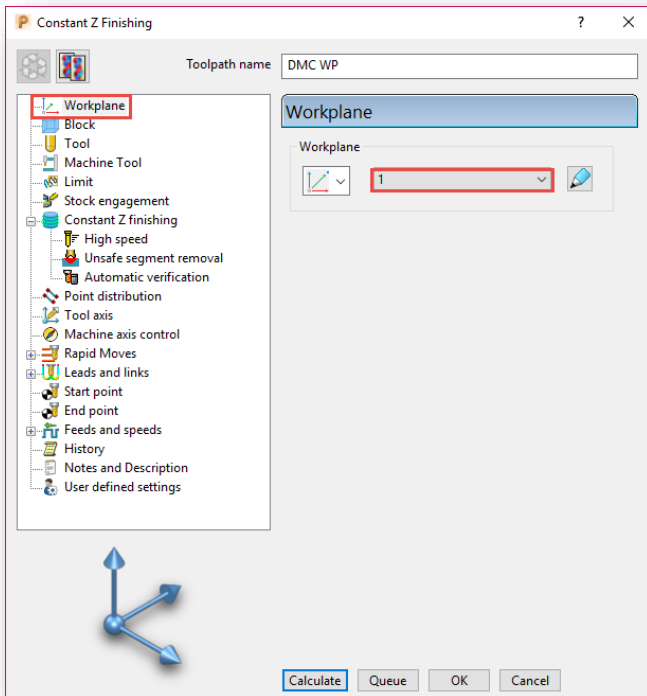 Constant Z Finishing
?
Toolpath name
DMC WP
Workplane
Block
Tool
Machine Tool
Limit
Stock engagement
Constant Z finishing
High speed
Unsafe segment removal
Automatic verification
Point distribution
Tool axis
Machine axis control
Rapid Moves
Leads and links
Start point
End point
Feeds and speeds
History
Notes and Description
User defined settings
Workplane
Workplane
1
Calculate
Queue
OK
Cancel